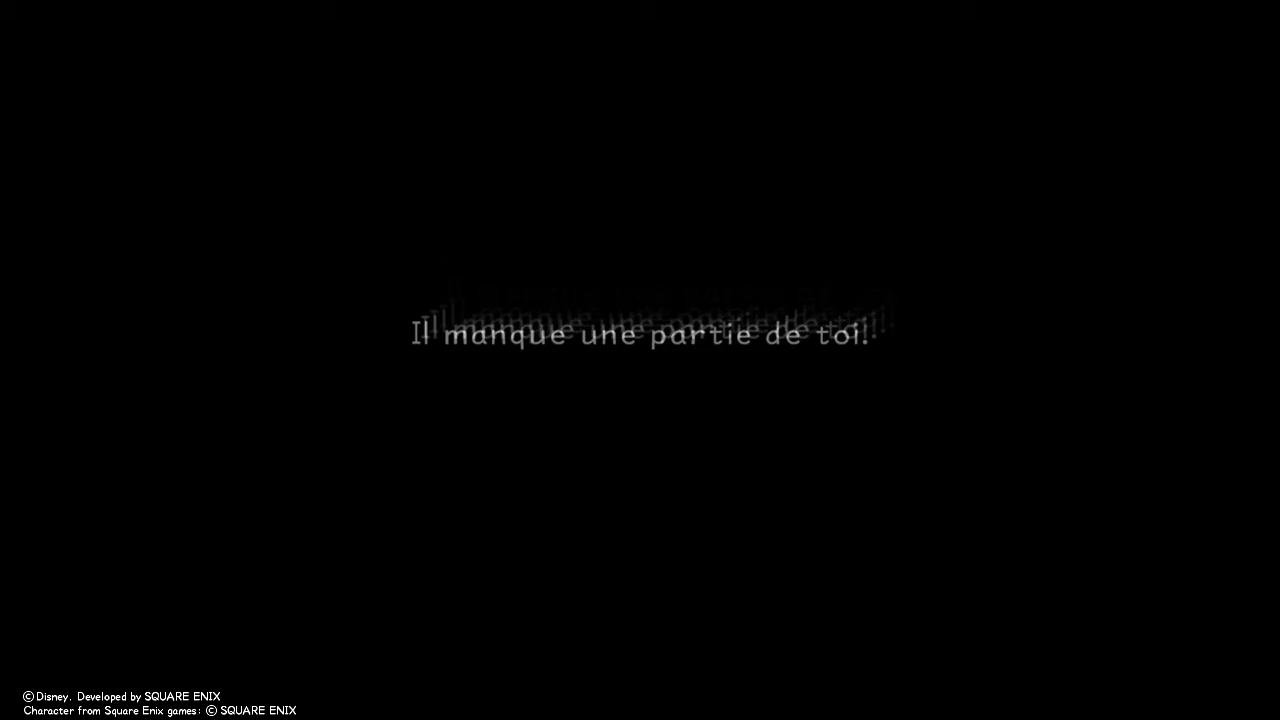 Il manque une partie de toi.
©Disney. Developed by SQUARE ENIX
Character from Square Enix games: © SQUARE ENIX